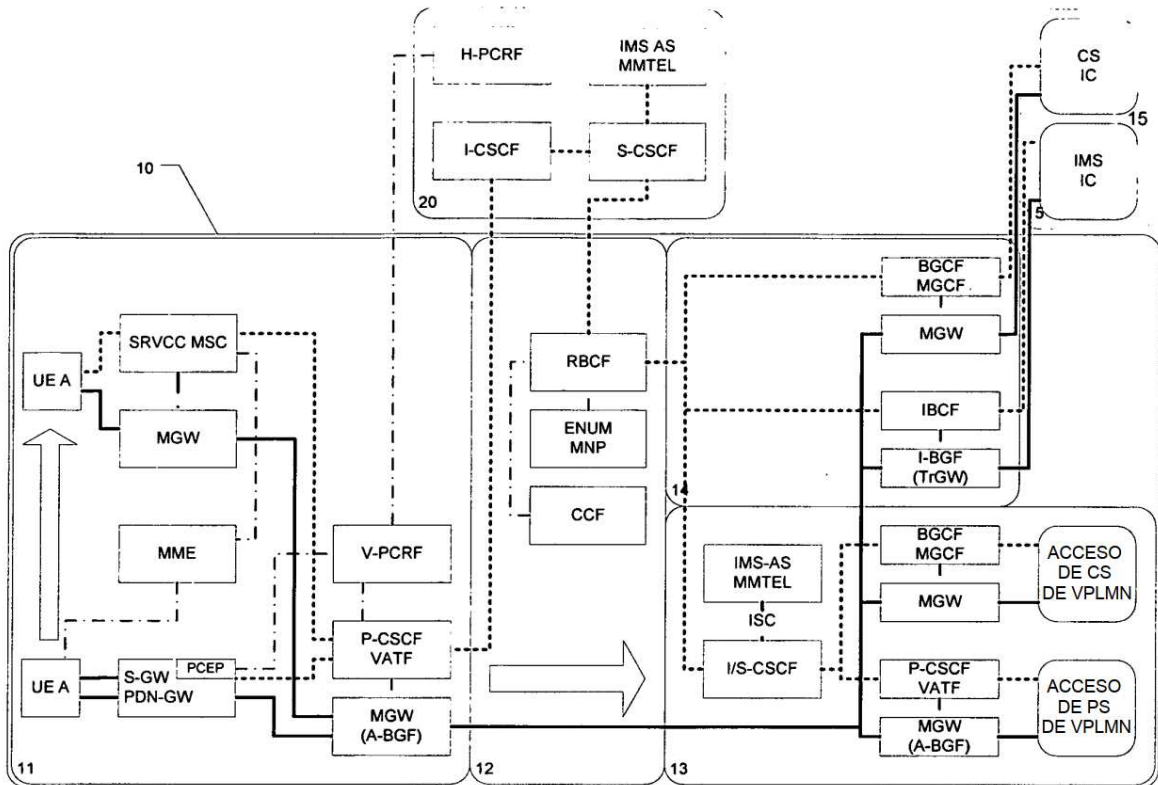 H-PCRF
IMS AS
MMTEL
I-CSCF
S-CSCF
20
CS
IC
15
IMS
IC
5
10
UE A
SRVCC MSC
MGW
MME
V-PCRF
UE A
S-GW
PDN-GW
PCEP
P-CSCF
VATF
MGW
(A-BGF)
11
RBCF
ENUM
MNP
CCF
12
BGCF
MGCF
MGW
IBCF
I-BGF
(TrGW)
14
IMS-AS
MMTEL
ISC
I/S-CSCF
BGCF
MGCF
MGW
P-CSCF
VATF
MGW
(A-BGF)
ACCESO
DE CS
DE VPLMN
ACCESO
DE PS
DE VPLMN
13